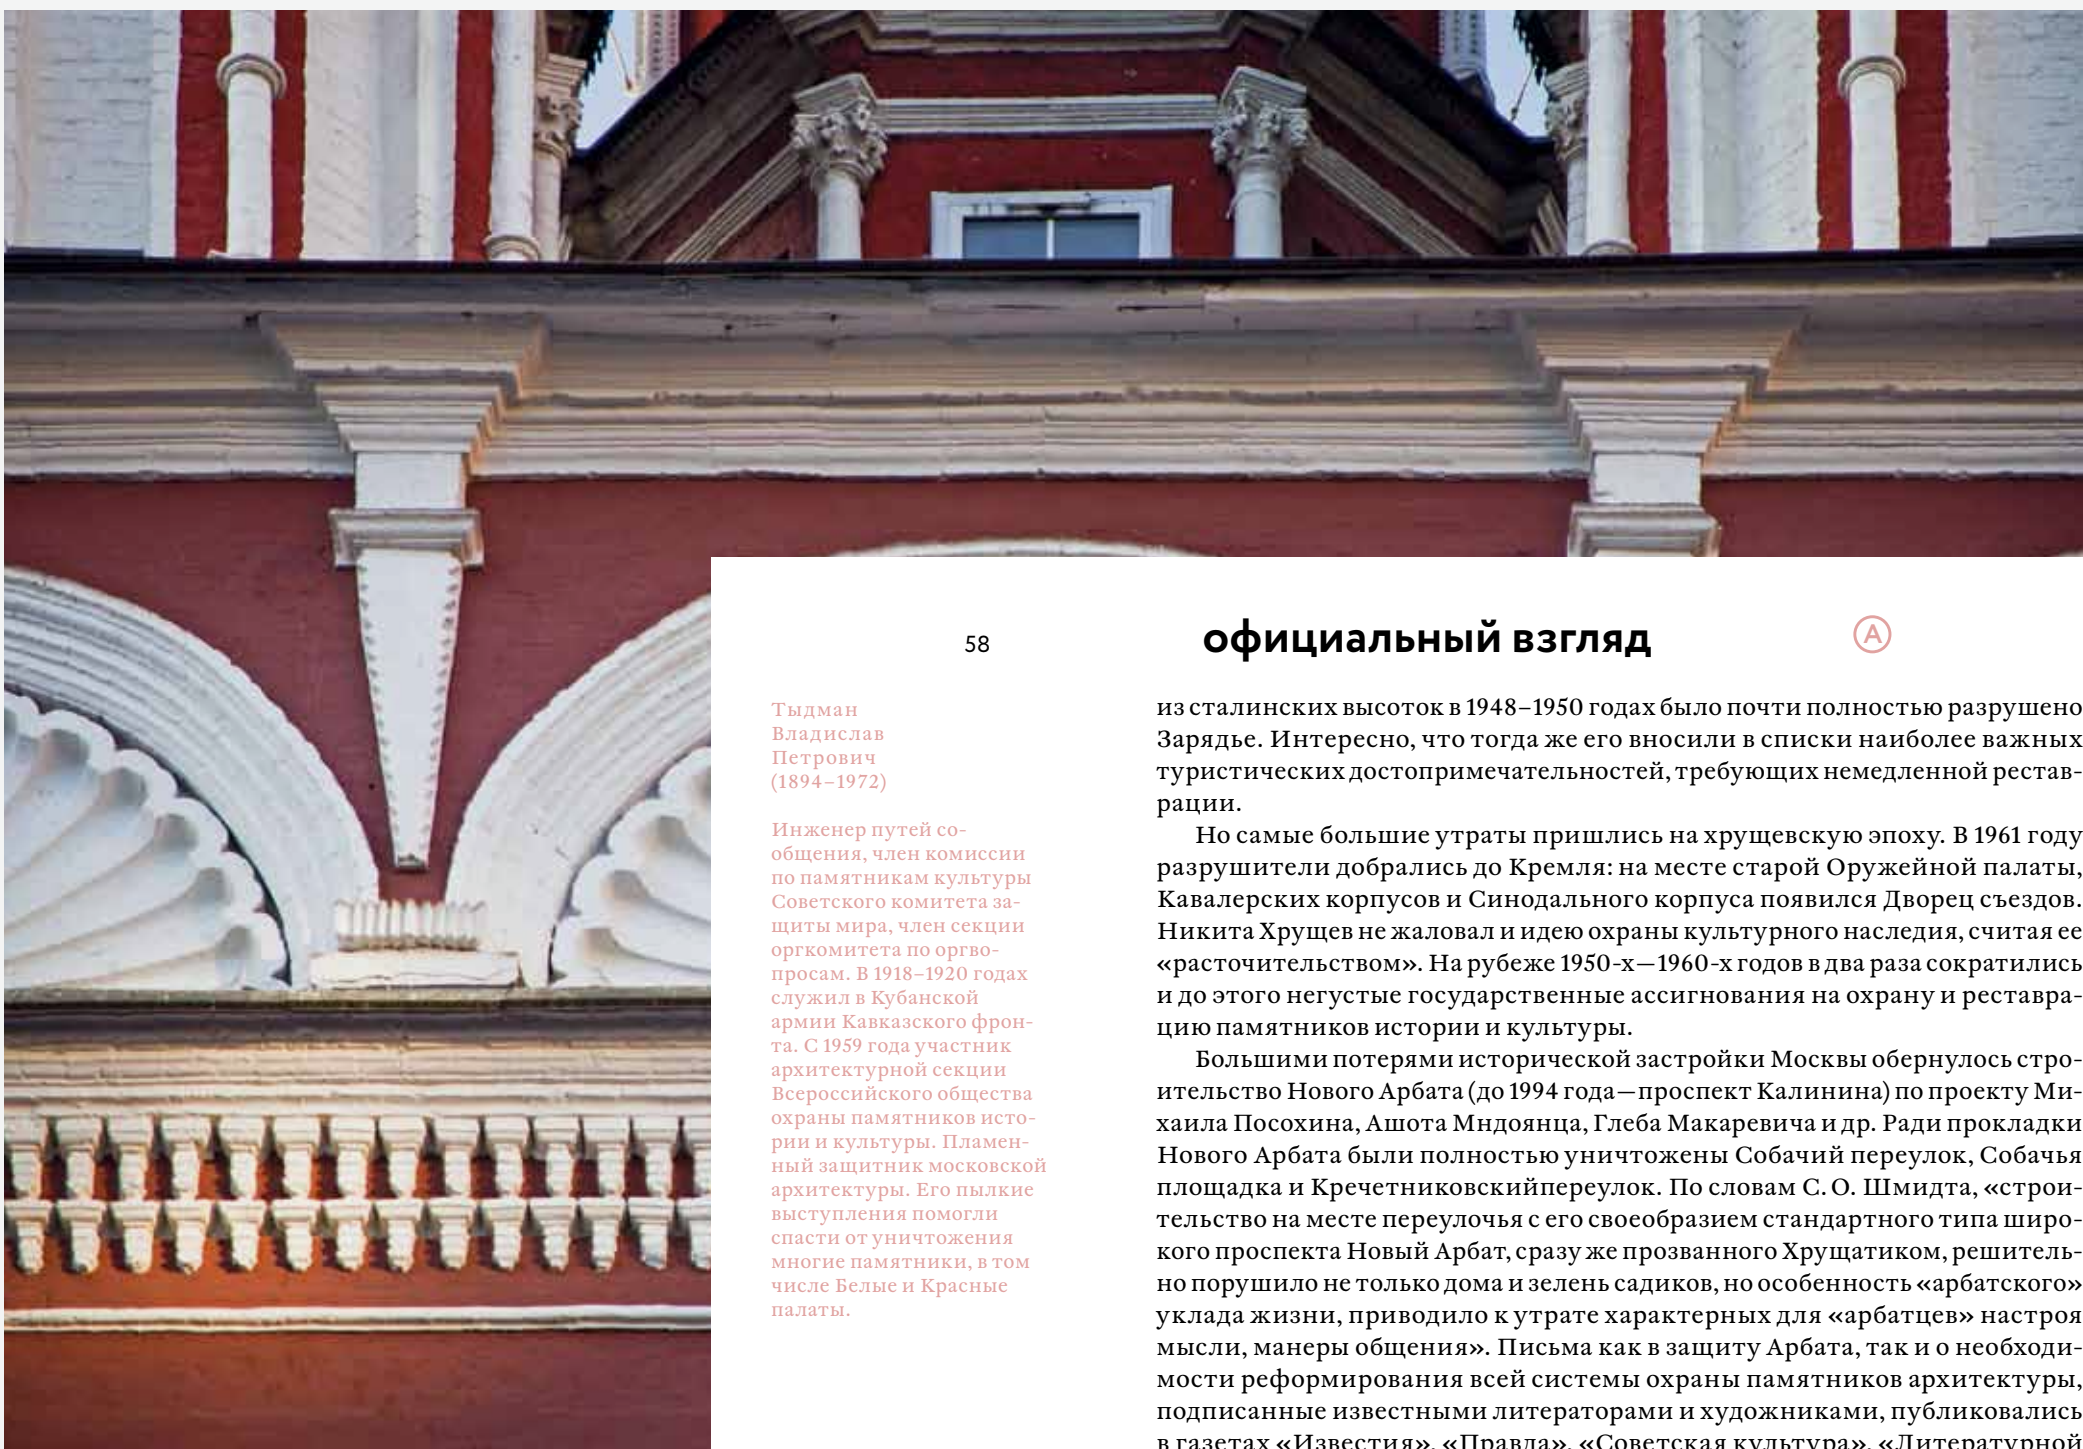 58
официальный взгляд
А
Тыдман
Владислав
Петрович
(1894–1972)
Инженер путей со-
общения, член комиссии
по памятникам культуры
Советского комитета за-
щиты мира, член секции
оргкомитета по оргво-
просам. В 1918–1920 годах
служил в Кубанской
армии Кавказского фрон-
та. С 1959 года участник
архитектурной секции
Всероссийского общества
охраны памятников исто-
рии и культуры. Пламен-
ный защитник московской
архитектуры. Его пылкие
выступления помогли
спасти от уничтожения
многие памятники, в том
числе Белые и Красные
палаты.
из сталинских высоток в 1948–1950 годах было почти полностью разрушено
Зарядье. Интересно, что тогда же его вносили в списки наиболее важных
туристических достопримечательностей, требующих немедленной рестав-
рации.
Но самые большие утраты пришлись на хрущевскую эпоху. В 1961 году
разрушители добрались до Кремля: на месте старой Оружейной палаты,
Кавалерских корпусов и Синодального корпуса появился Дворец съездов.
Никита Хрущев не жаловал и идею охраны культурного наследия, считая ее
«расточительством». На рубеже 1950-х—1960-х годов в два раза сократились
и до этого негустые государственные ассигнования на охрану и реставра-
цию памятников истории и культуры.
Большими потерями исторической застройки Москвы обернулось стро-
ительство Нового Арбата (до 1994 года—проспект Калинина) по проекту Ми-
хаила Посохина, Ашота Мндоянца, Глеба Макаревича и др. Ради прокладки
Нового Арбата были полностью уничтожены Собачий переулок, Собачья
площадка и Кречетниковскийпереулок. По словам С. О. Шмидта, «строи-
тельство на месте переулочья с его своеобразием стандартного типа широ-
кого проспекта Новый Арбат, сразу же прозванного Хрущатиком, решитель-
но порушило не только дома и зелень садиков, но особенность «арбатского»
уклада жизни, приводило к утрате характерных для «арбатцев» настроя
мысли, манеры общения». Письма как в защиту Арбата, так и о необходи-
мости реформирования всей системы охраны памятников архитектуры,
подписанные известными литераторами и художниками, публиковались
в газетах «Известия», «Правда», «Советская культура», «Литературной